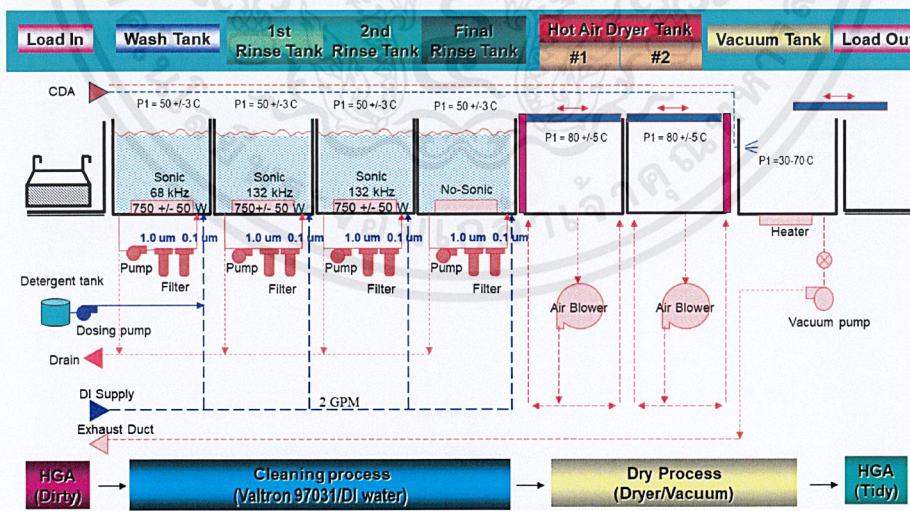 Load In
Wash Tank
1st
Rinse Tank
2nd
Rinse Tank
Final
Rinse Tank
Hot Air Dryer Tank
#1
#2
Vacuum Tank
Load Out
CDA
P1 = 50 +/-3 C
P1 = 50 +/-3 C
P1 = 50 +/-3 C
P1 = 50 +/-3 C
P1 = 80 +/-5 C
P1 = 80 +/-5 C
P1 =30-70 C
Sonic
68 kHz
750 +/- 50 W
Sonic
132 kHz
750+/- 50 W
Sonic
132 kHz
750 +/- 50 W
No-Sonic
Heater
1.0 um 0.1 um
1.0 um 0.1 um
1.0 um 0.1 um
1.0 um 0.1 um
Pump
Filter
Pump
Filter
Pump
Filter
Pump
Filter
Detergent tank
Dosing pump
Air Blower
Air Blower
Vacuum pump
Drain
DI Supply
2 GPM
Exhaust Duct
HGA
(Dirty)
Cleaning process
(Valtron 97031/DI water)
Dry Process
(Dryer/Vacuum)
HGA
(Tidy)